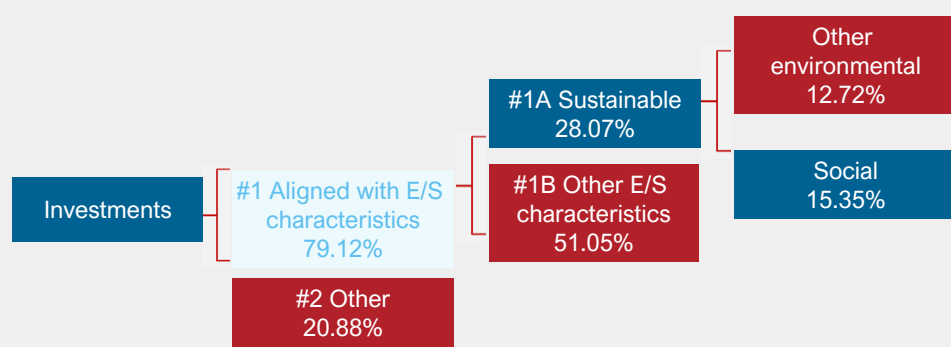 Investments
#1 Aligned with E/S
characteristics
79.12%
#2 Other
20.88%
#1A Sustainable
28.07%
#1B Other E/S
characteristics
51.05%
Other
environmental
12.72%
Social
15.35%